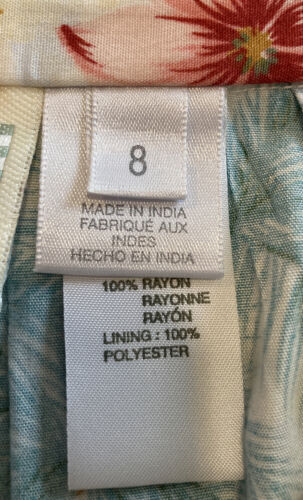 8
MADE IN INDIA
FABRIQUÉ AUX
INDES
HECHO EN INDIA
100% RAYON
RAYONNE
RAYÓN
LINING : 100%
POLYESTER